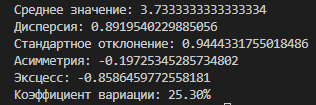 Среднее значение: 3.7333333333333334
Дисперсия: 0.8919540229885056
Стандартное отклонение: 0.9444331755018486
Асимметрия: -0.19725345285734802
Эксцесс: -0.8586459772558181
Коэффициент вариации: 25.30%